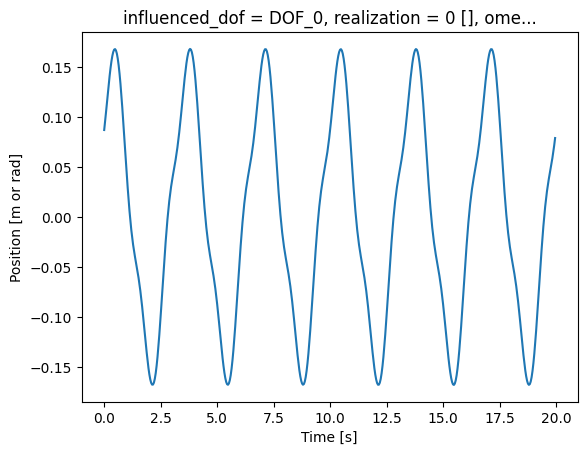 influenced_dof = DOF_0, realization = 0 [], ome...
0.15
0.10
0.05
0.00
−0.05
−0.10
−0.15
Position [m or rad]
0.0 2.5 5.0 7.5 10.0 12.5 15.0 17.5 20.0
Time [s]